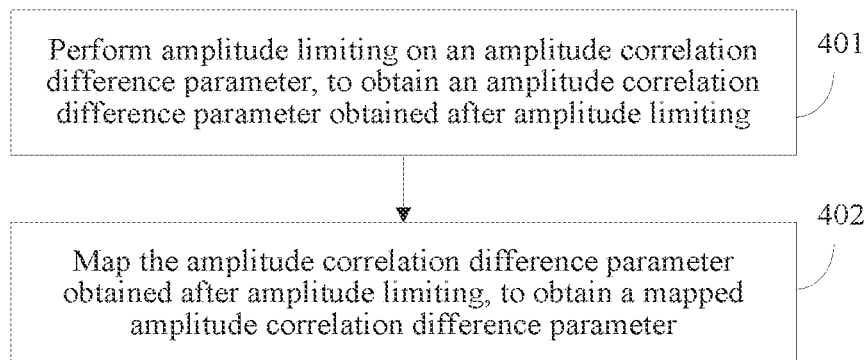 Perform amplitude limiting on an amplitude correlation
difference parameter, to obtain an amplitude correlation
difference parameter obtained after amplitude limiting
401
Map the amplitude correlation difference parameter
obtained after amplitude limiting, to obtain a mapped
amplitude correlation difference parameter
402